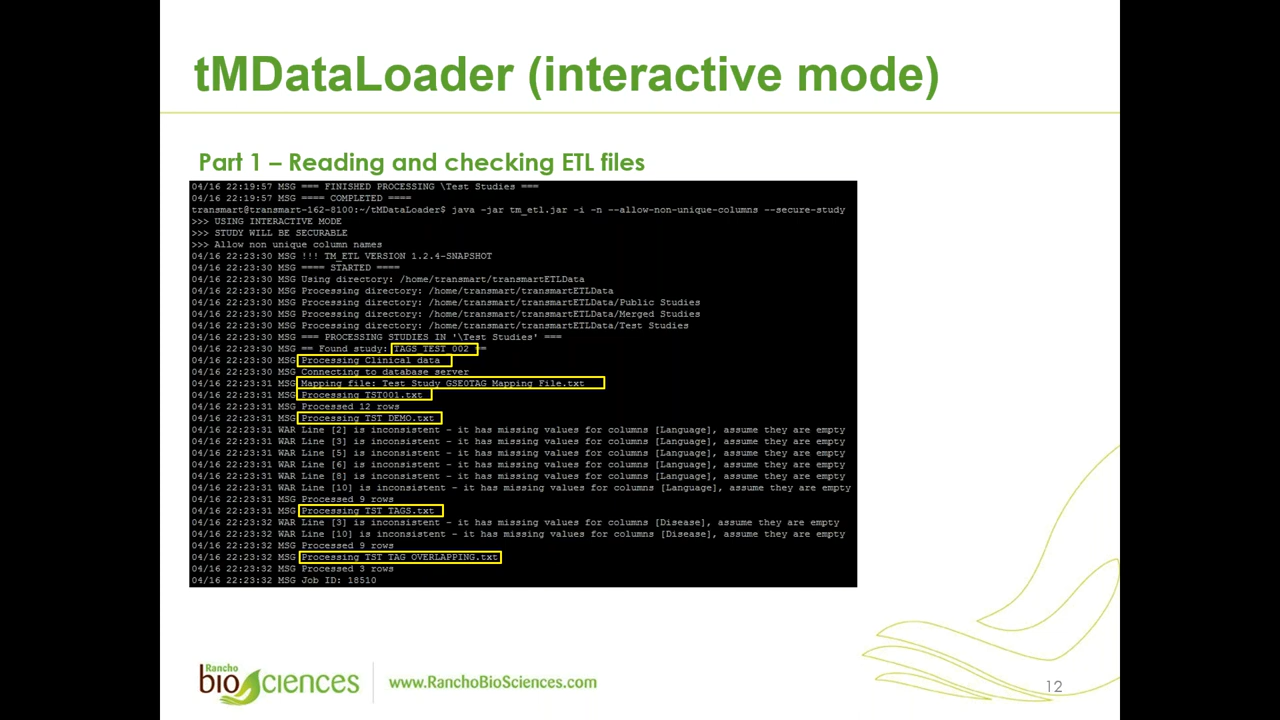 tMDataLoader (interactive mode)
Part 1 – Reading and checking ETL files
04/16 22:19:57 MSG === FINISHED PROCESSING \Test Studies ===
04/16 22:19:57 MSG ==== COMPLETED ====
transmart@transmart-162-8100:~/tMDataLoader$ java -jar tm_etl.jar -i -n --allow-non-unique-columns --secure-study
>>> USING INTERACTIVE MODE
>>> STUDY WILL BE SECURABLE
>>> Allow non unique column names
04/16 22:23:30 MSG !!! TM_ETL VERSION 1.2.4-SNAPSHOT
04/16 22:23:30 MSG ==== STARTED ====
04/16 22:23:30 MSG Using directory: /home/transmart/transmartETLData
04/16 22:23:30 MSG Processing directory: /home/transmart/transmartETLData
04/16 22:23:30 MSG Processing directory: /home/transmart/transmartETLData/Public Studies
04/16 22:23:30 MSG Processing directory: /home/transmart/transmartETLData/Merged Studies
04/16 22:23:30 MSG Processing directory: /home/transmart/transmartETLData/Test Studies
04/16 22:23:30 MSG === PROCESSING STUDIES IN '\Test Studies' ===
04/16 22:23:30 MSG == Found study: TAGS TEST 002 ==
04/16 22:23:30 MSG Processing Clinical data
04/16 22:23:30 MSG Connecting to database server
04/16 22:23:31 MSG Mapping file: Test Study GSE0TAG Mapping File.txt
04/16 22:23:31 MSG Processing TST001.txt
04/16 22:23:31 MSG Processed 12 rows
04/16 22:23:31 MSG Processing TST DEMO.txt
04/16 22:23:31 WAR Line [2] is inconsistent - it has missing values for columns [Language], assume they are empty
04/16 22:23:31 WAR Line [3] is inconsistent - it has missing values for columns [Language], assume they are empty
04/16 22:23:31 WAR Line [5] is inconsistent - it has missing values for columns [Language], assume they are empty
04/16 22:23:31 WAR Line [6] is inconsistent - it has missing values for columns [Language], assume they are empty
04/16 22:23:31 WAR Line [8] is inconsistent - it has missing values for columns [Language], assume they are empty
04/16 22:23:31 WAR Line [10] is inconsistent - it has missing values for columns [Language], assume they are empty
04/16 22:23:31 MSG Processed 9 rows
04/16 22:23:31 MSG Processing TST TAGS.txt
04/16 22:23:32 WAR Line [3] is inconsistent - it has missing values for columns [Disease], assume they are empty
04/16 22:23:32 WAR Line [10] is inconsistent - it has missing values for columns [Disease], assume they are empty
04/16 22:23:32 MSG Processed 9 rows
04/16 22:23:32 MSG Processing TST TAG OVERLAPPING.txt
04/16 22:23:32 MSG Processed 3 rows
04/16 22:23:32 MSG Job ID: 18510
Rancho
bioSciences
www.RanchoBioSciences.com
12